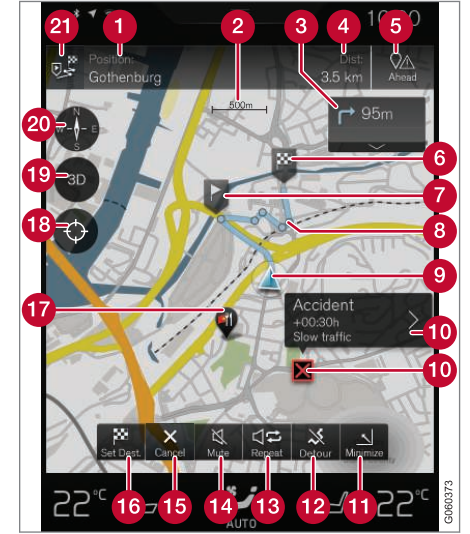 21 1 2 3 4 5
Position:
Gothenburg
500m
Dist:
3.5 km
Ahead
95m
6
7
8
9
20
N
W E
S
19
3D
18
17
Accident
+00:30h
Slow traffic
10
10
Set Dest. Cancel Mute Repeat Detour Minimize
16 15 14 13 12 11
22°C
AUTO
22°C
G060373